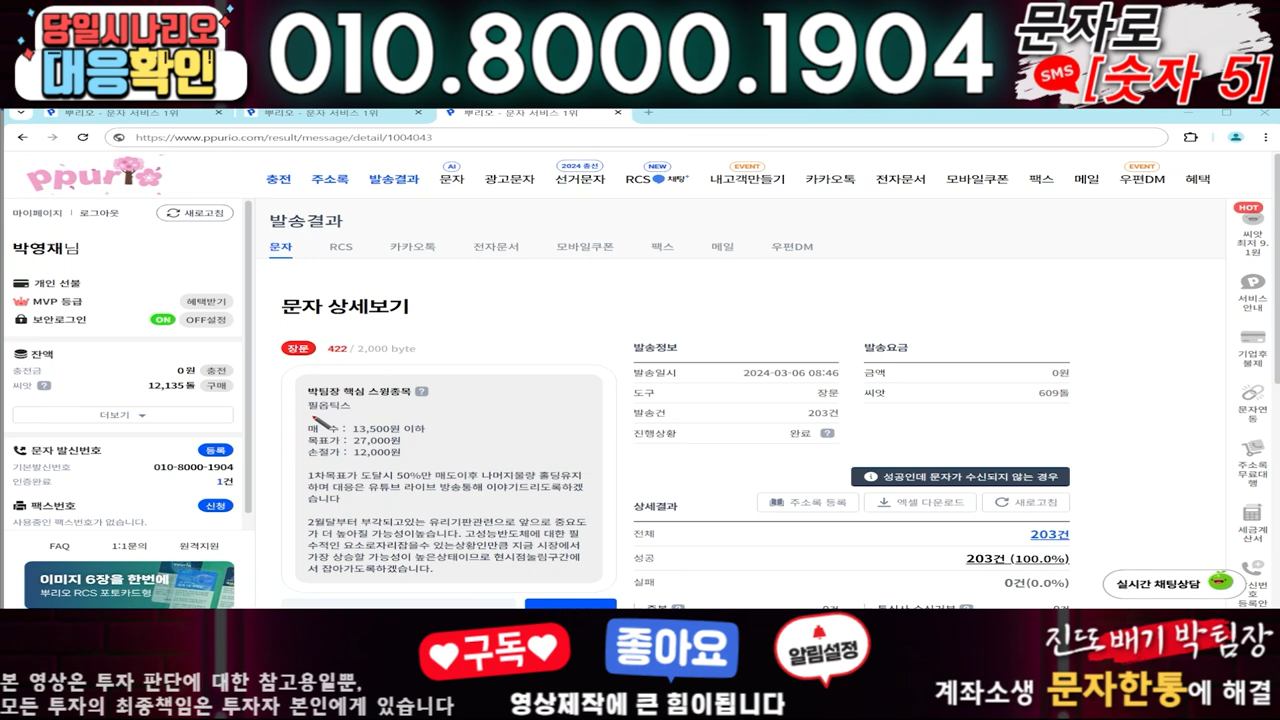 당일시나리오
대응확인
010.8000.1904
문자로
SMS [숫자 5]
뿌리오 - 문자 서비스 1위
뿌리오 - 문자 서비스 1위
뿌리오 - 문자 서비스 1위
https://www.ppurio.com/result/message/detail/1004043
ppurio
AI
2024 총선
NEW
EVENT
EVENT
충전 주소록 발송결과 문자 광고문자 선거문자 RCS 채팅+ 내고객만들기 카카오톡 전자문서 모바일쿠폰 팩스 메일 우편DM 혜택
마이페이지 | 로그아웃 새로고침
박영재님
개인 선불
MVP 등급 혜택받기
보안로그인 ON OFF설정
잔액
충전금 0원 충전
씨앗 ? 12,135톨 구매
더보기
문자 발신번호 등록
기본발신번호 010-8000-1904
인증완료 1건
팩스번호 신청
사용중인 팩스번호가 없습니다.
FAQ 1:1문의 원격지원
이미지 6장을 한번에
뿌리오 RCS 포토카드형
발송결과
문자 RCS 카카오톡 전자문서 모바일쿠폰 팩스 메일 우편DM
문자 상세보기
장문 422 / 2,000 byte
박팀장 핵심 스윙종목 ?
필옵틱스
매 수 : 13,500원 이하
목표가 : 27,000원
손절가 : 12,000원
1차목표가 도달시 50%만 매도이후 나머지물량 홀딩유지
하며 대응은 유튜브 라이브 방송통해 이야기드리도록하겠
습니다
2월달부터 부각되고있는 유리기판관련으로 앞으로 중요도
가 더 높아질 가능성이높습니다. 고성능반도체에 대한 필
수적인 요소로자리잡을수 있는상황인만큼 지금 시장에서
가장 상승할 가능성이 높은상태이므로 현시점눌림구간에
서 잡아가도록하겠습니다.
발송정보
발송일시 2024-03-06 08:46
도구 장문
발송건 203건
진행상황 완료 ?
발송요금
금액 0원
씨앗 609톨
성공인데 문자가 수신되지 않는 경우
상세결과 주소록 등록 엑셀 다운로드 새로고침
전체 203건
성공 203건 (100.0%)
실패 0건(0.0%)
HOT
씨앗
최저 9.
1원
서비스
안내
기업후
불제
문자연
동
주소록
무료대
행
세금계
산서
실시간 채팅상담
본 영상은 투자 판단에 대한 참고용일뿐,
모든 투자의 최종책임은 투자자 본인에게 있습니다
구독
좋아요
알림설정
영상제작에 큰 힘이됩니다
진또배기 박팀장
계좌소생 문자한통에 해결